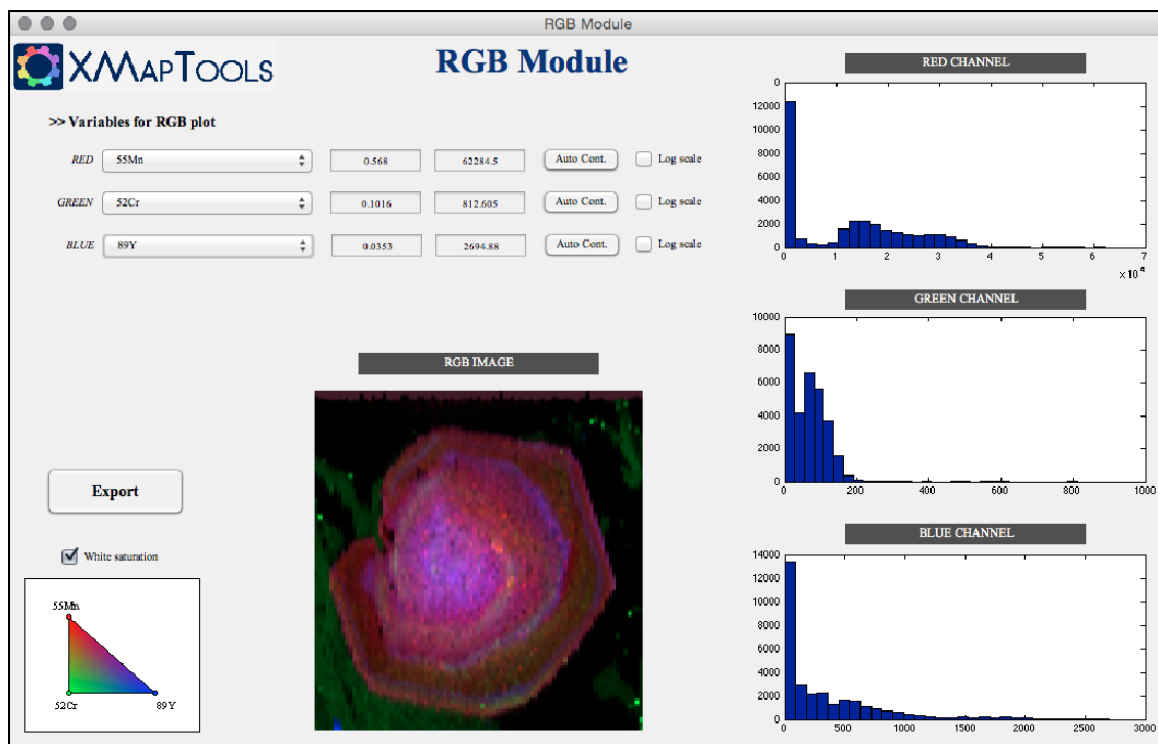 RGB Module
XMAPTOOLS
RGB Module
>> Variables for RGB plot
RED 55Mn 0.568 62284.5 Auto Cont. Log scale
GREEN 52Cr 0.1016 812.605 Auto Cont. Log scale
BLUE 89Y 0.0353 2694.88 Auto Cont. Log scale
RGB IMAGE
Export
White saturation
55Mn
52Cr 89Y
RED CHANNEL
0
12000
10000
8000
6000
4000
2000
0
0 1 2 3 4 5 6 7
x 10 4
GREEN CHANNEL
10000
8000
6000
4000
2000
0
0 200 400 600 800 1000
BLUE CHANNEL
14000
12000
10000
8000
6000
4000
2000
0
0 500 1000 1500 2000 2500 3000